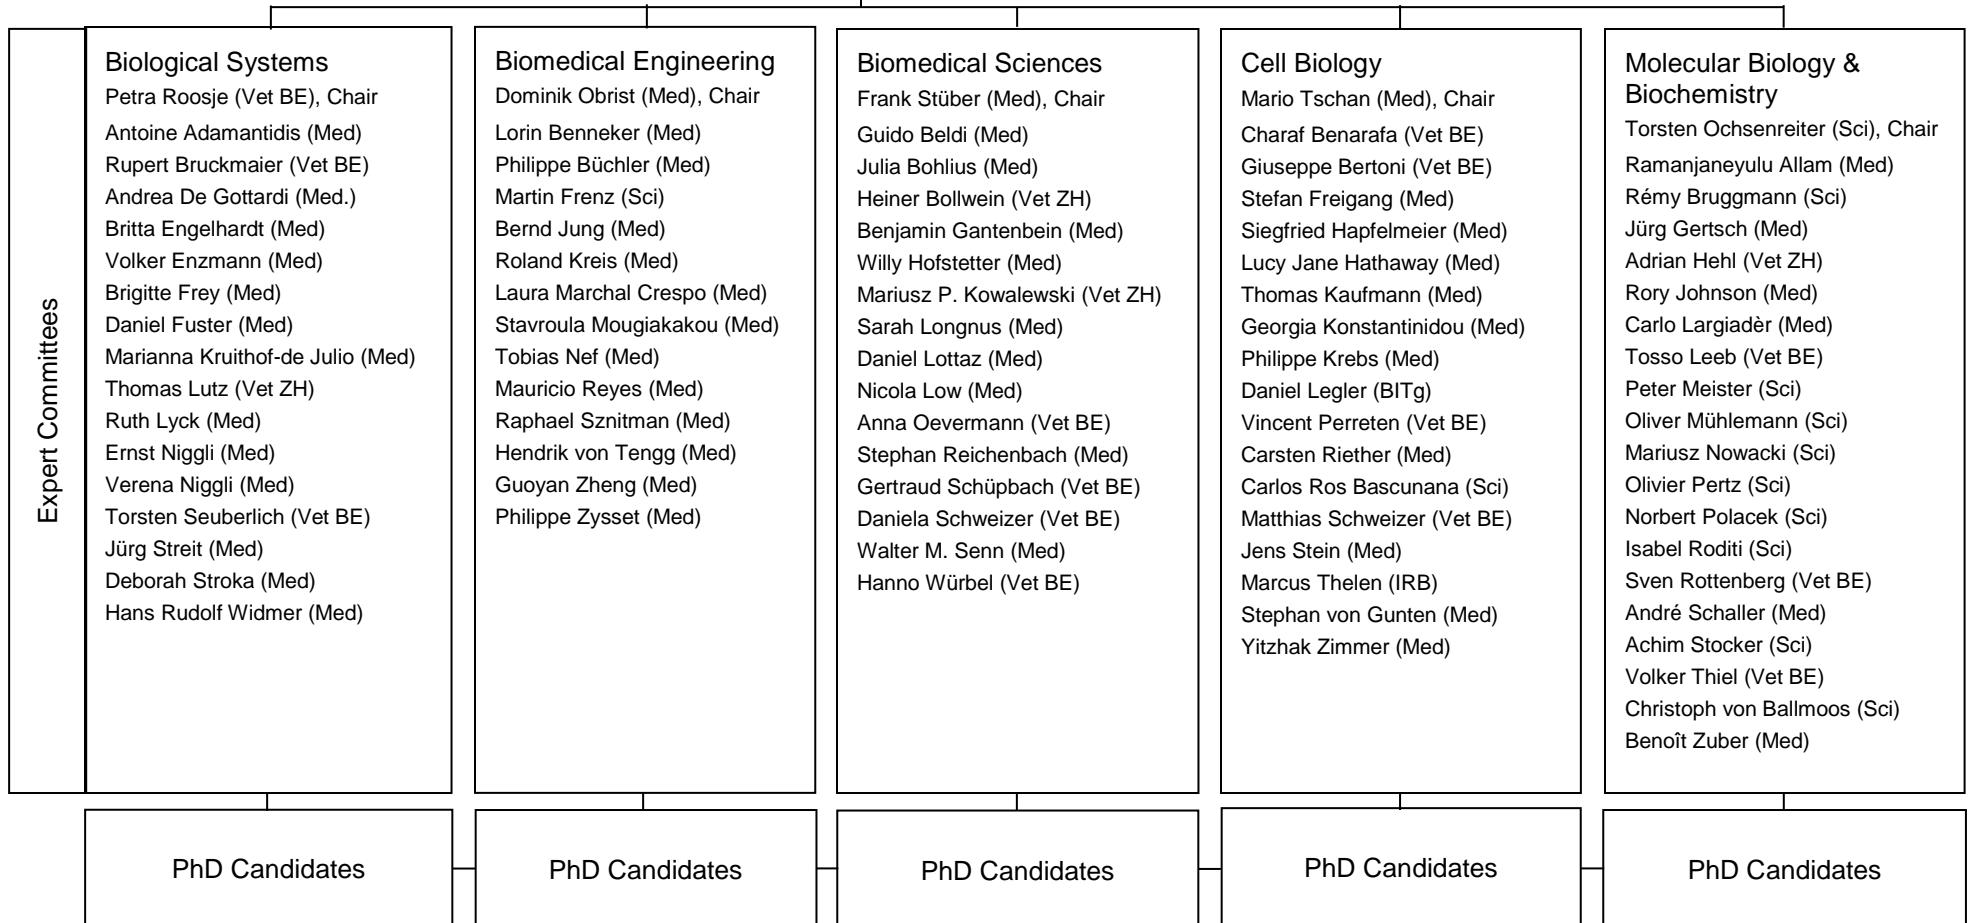 Expert Committees
Biological Systems
Petra Roosje (Vet BE), Chair
Antoine Adamantidis (Med)
Rupert Bruckmaier (Vet BE)
Andrea De Gottardi (Med.)
Britta Engelhardt (Med)
Volker Enzmann (Med)
Brigitte Frey (Med)
Daniel Fuster (Med)
Marianna Kruithof-de Julio (Med)
Thomas Lutz (Vet ZH)
Ruth Lyck (Med)
Ernst Niggli (Med)
Verena Niggli (Med)
Torsten Seuberlich (Vet BE)
Jürg Streit (Med)
Deborah Stroka (Med)
Hans Rudolf Widmer (Med)
Biomedical Engineering
Dominik Obrist (Med), Chair
Lorin Benneker (Med)
Philippe Büchler (Med)
Martin Frenz (Sci)
Bernd Jung (Med)
Roland Kreis (Med)
Laura Marchal Crespo (Med)
Stavroula Mougiakakou (Med)
Tobias Nef (Med)
Mauricio Reyes (Med)
Raphael Sznitman (Med)
Hendrik von Tengg (Med)
Guoyan Zheng (Med)
Philippe Zysset (Med)
Biomedical Sciences
Frank Stüber (Med), Chair
Guido Beldi (Med)
Julia Bohlius (Med)
Heiner Bollwein (Vet ZH)
Benjamin Gantenbein (Med)
Willy Hofstetter (Med)
Mariusz P. Kowalewski (Vet ZH)
Sarah Longnus (Med)
Daniel Lottaz (Med)
Nicola Low (Med)
Anna Oevermann (Vet BE)
Stephan Reichenbach (Med)
Gertraud Schüpbach (Vet BE)
Daniela Schweizer (Vet BE)
Walter M. Senn (Med)
Hanno Würbel (Vet BE)
Cell Biology
Mario Tschan (Med), Chair
Charaf Benarafa (Vet BE)
Giuseppe Bertoni (Vet BE)
Stefan Freigang (Med)
Siegfried Hapfelmeier (Med)
Lucy Jane Hathaway (Med)
Thomas Kaufmann (Med)
Georgia Konstantinidou (Med)
Philippe Krebs (Med)
Daniel Legler (BITg)
Vincent Perreten (Vet BE)
Carsten Riether (Med)
Carlos Ros Bascunana (Sci)
Matthias Schweizer (Vet BE)
Jens Stein (Med)
Marcus Thelen (IRB)
Stephan von Gunten (Med)
Yitzhak Zimmer (Med)
Molecular Biology &
Biochemistry
Torsten Ochsenreiter (Sci), Chair
Ramanjaneyulu Allam (Med)
Rémy Bruggmann (Sci)
Jürg Gertsch (Med)
Adrian Hehl (Vet ZH)
Rory Johnson (Med)
Carlo Largiadèr (Med)
Tosso Leeb (Vet BE)
Peter Meister (Sci)
Oliver Mühlemann (Sci)
Mariusz Nowacki (Sci)
Olivier Pertz (Sci)
Norbert Polacek (Sci)
Isabel Roditi (Sci)
Sven Rottenberg (Vet BE)
André Schaller (Med)
Achim Stocker (Sci)
Volker Thiel (Vet BE)
Christoph von Ballmoos (Sci)
Benoît Zuber (Med)
PhD Candidates
PhD Candidates
PhD Candidates
PhD Candidates
PhD Candidates